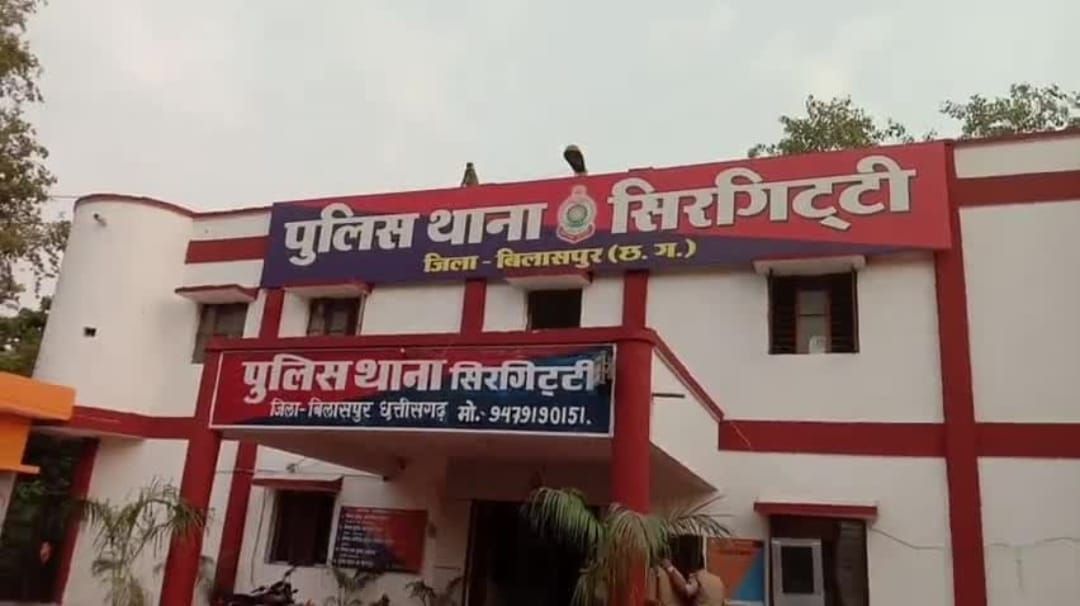 पुलिस थाना सिरगिट्टी
जिला - बिलासपुर (छ. ग.)
पुलिस थाना सिरगिट्टी
जिला-बिलासपुर छत्तीसगढ़ मो.- 9479190151.